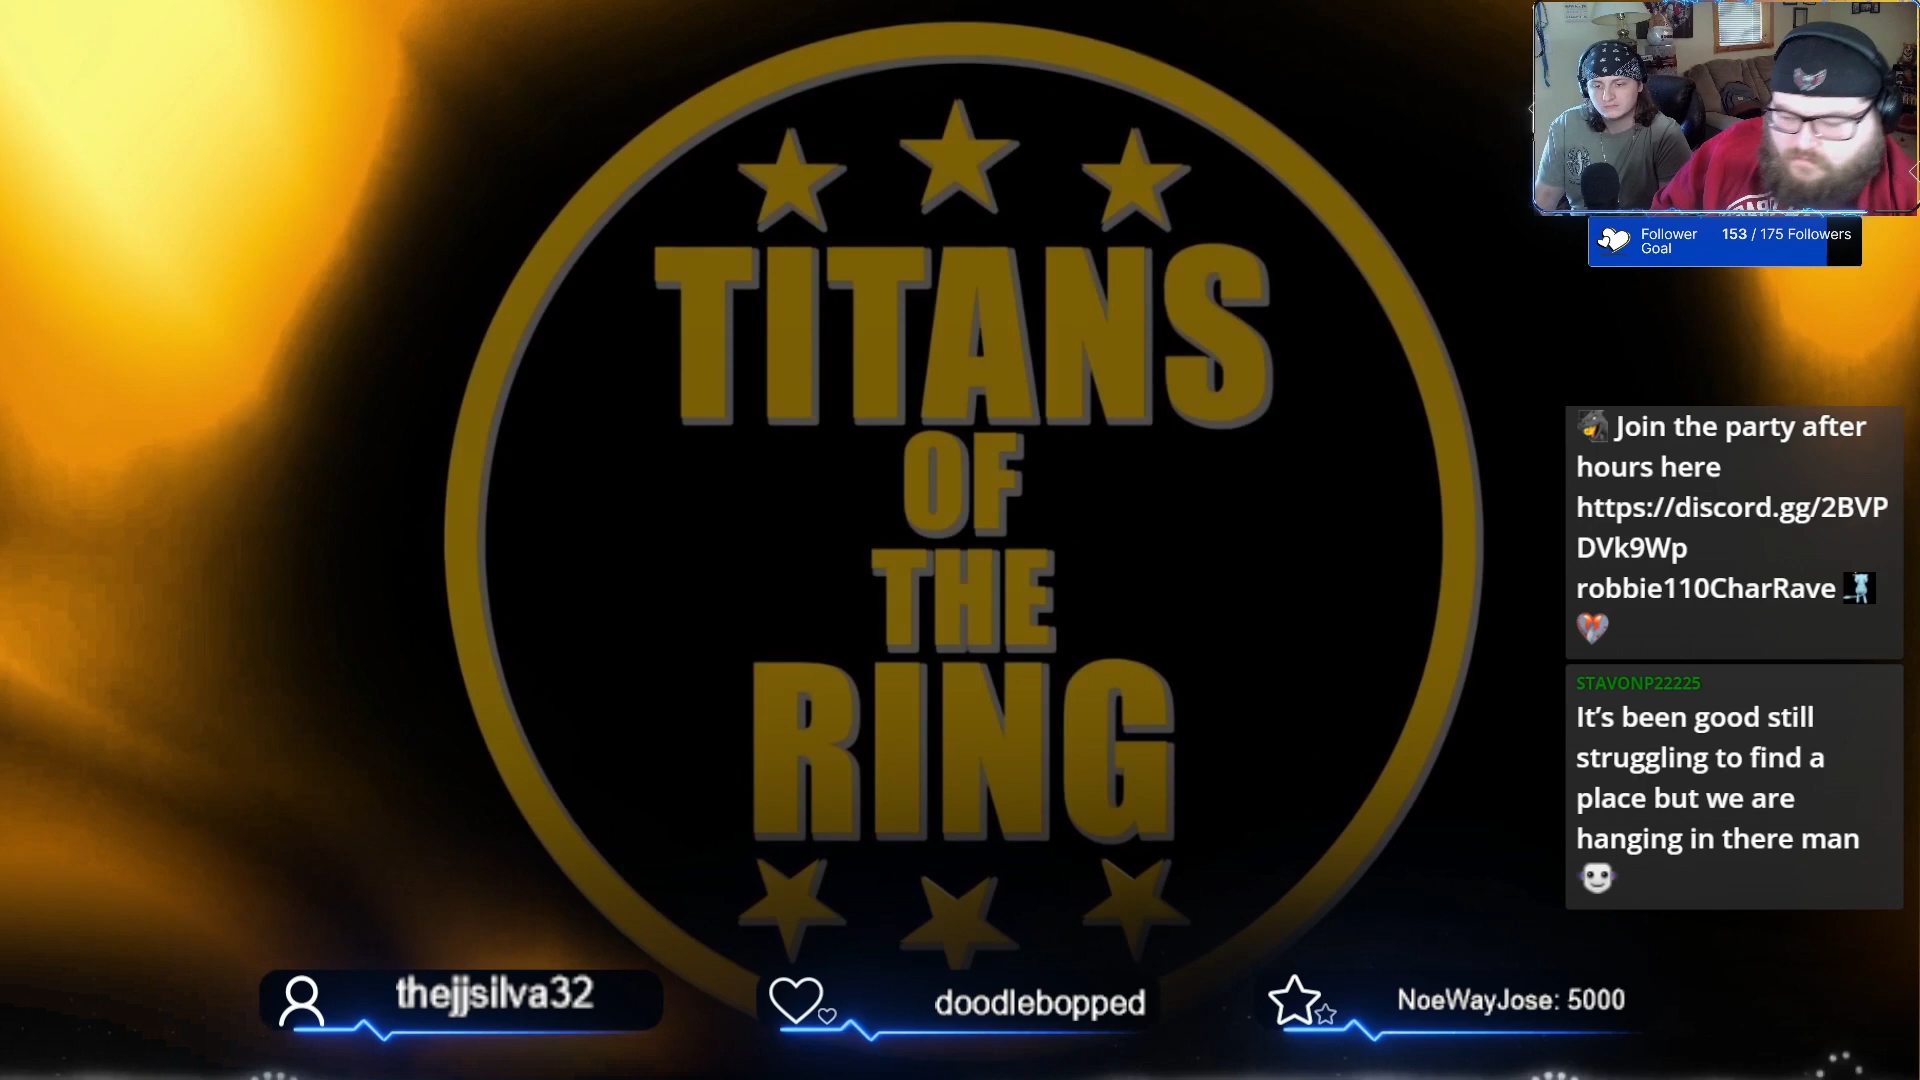 TITANS
OF
THE
RING
Follower
Goal
153 / 175 Followers
Join the party after
hours here
https://discord.gg/2BVP
DVk9Wp
robbie110CharRave
STAVONP22225
It's been good still
struggling to find a
place but we are
hanging in there man
thejjsilva32
doodlebopped
NoeWayJose: 5000